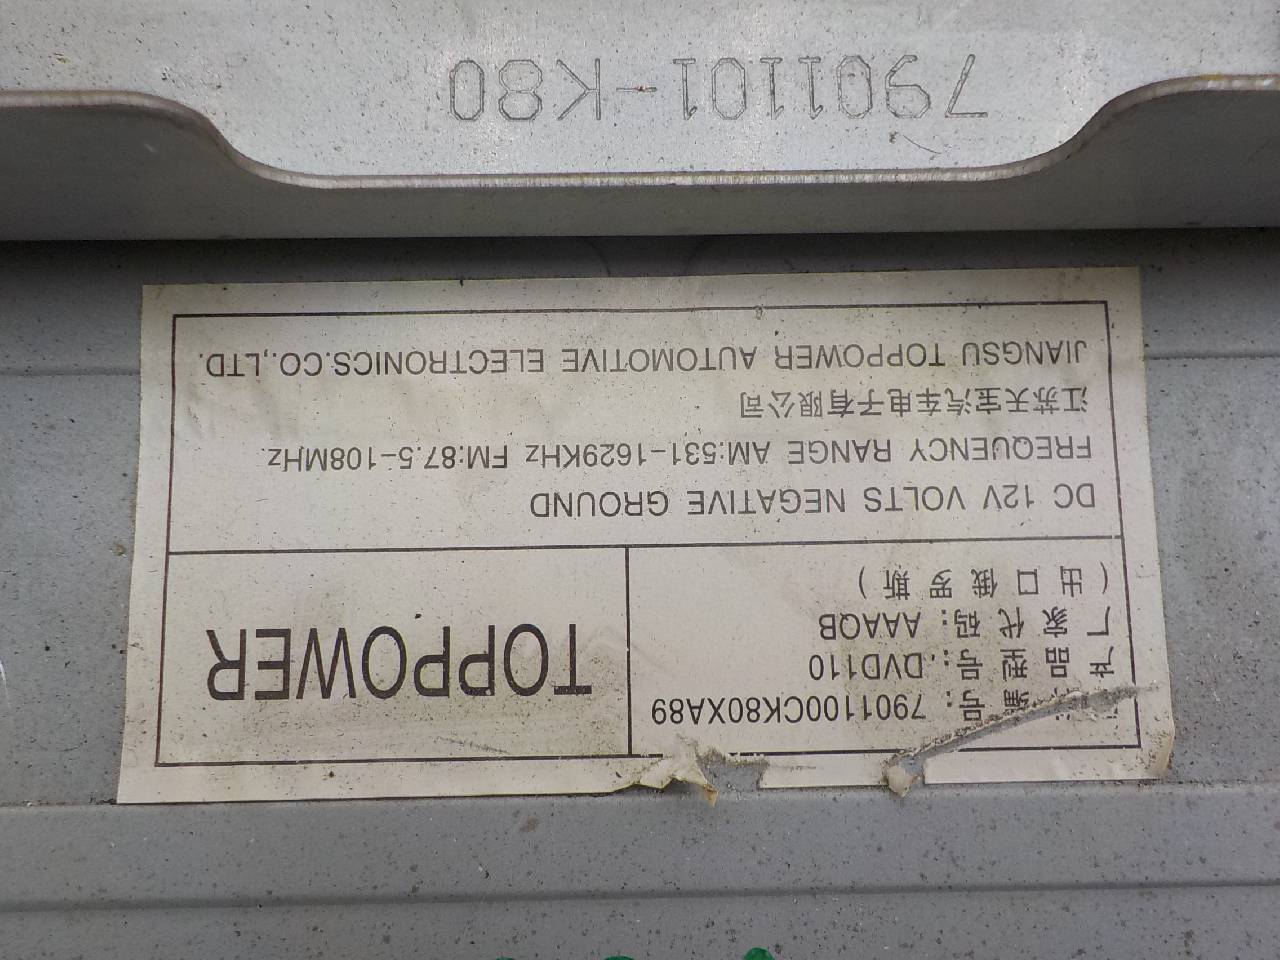 编号: 7901100CK80XA89
产品型号: DVD110
厂家代码: AAAQB
(出口俄罗斯)
TOPPOWER
DC 12V VOLTS NEGATIVE GROUND
FREQUENCY RANGE AM:531-1629KHz FM:87.5-108MHz.
江苏天宝汽车电子有限公司
JIANGSU TOPPOWER AUTOMOTIVE ELECTRONICS.CO.,LTD.
7901101-K80